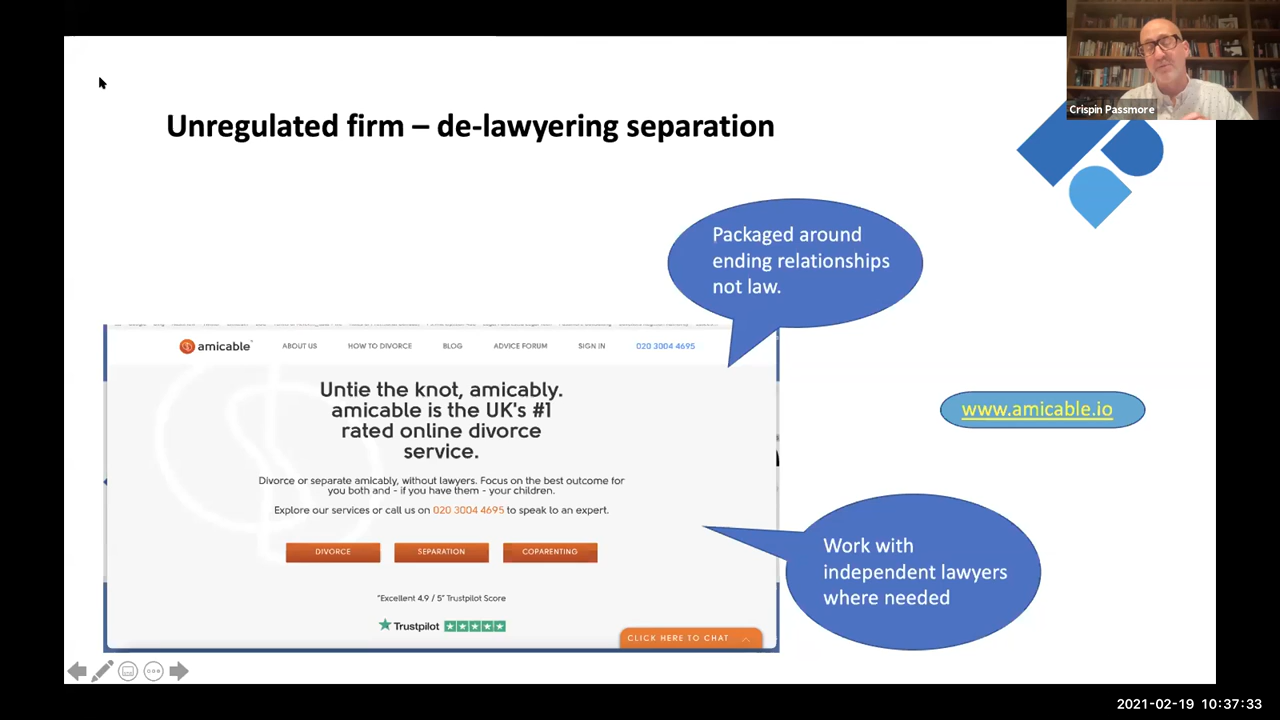 Crispin Passmore
Unregulated firm – de-lawyering separation
Packaged around
ending relationships
not law.
amicable
ABOUT US
HOW TO DIVORCE
BLOG
ADVICE FORUM
SIGN IN
020 3004 4695
Untie the knot, amicably.
amicable is the UK's #1
rated online divorce
service.
Divorce or separate amicably, without lawyers. Focus on the best outcome for
you both and - if you have them - your children.
Explore our services or call us on 020 3004 4695 to speak to an expert.
DIVORCE
SEPARATION
COPARENTING
"Excellent 4.9 / 5" Trustpilot Score
Trustpilot
CLICK HERE TO CHAT
www.amicable.io
Work with
independent lawyers
where needed
2021-02-19 10:37:33